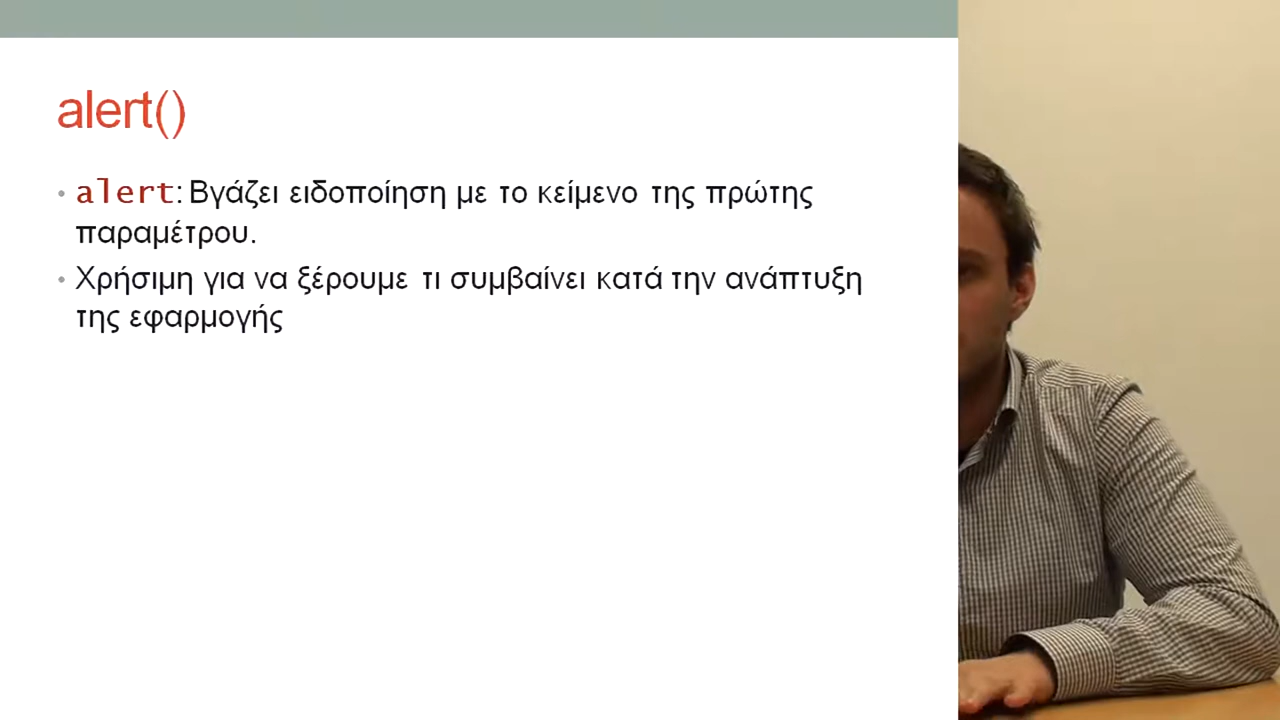 alert()
• alert: Βγάζει ειδοποίηση με το κείμενο της πρώτης
παραμέτρου.
• Χρήσιμη για να ξέρουμε τι συμβαίνει κατά την ανάπτυξη
της εφαρμογής